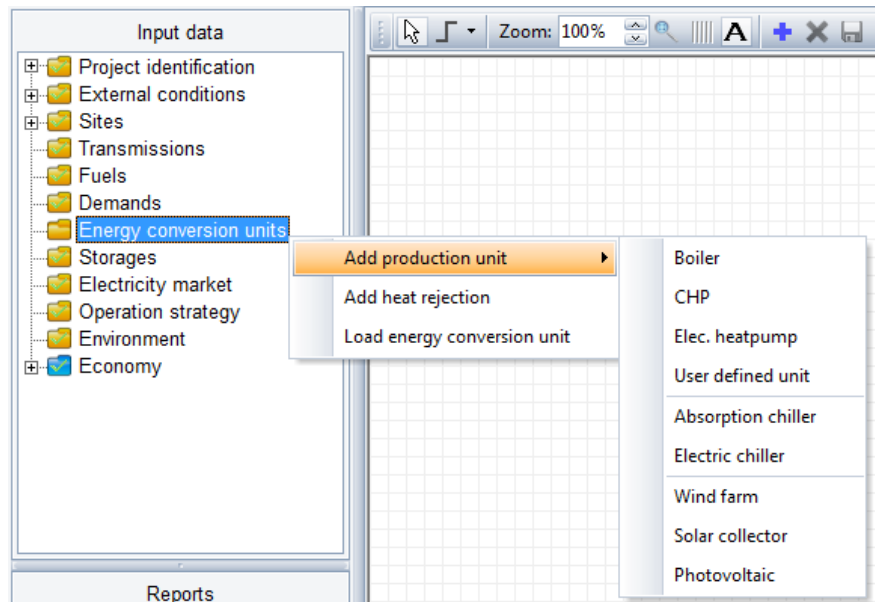 Input data
Project identification
External conditions
Sites
Transmissions
Fuels
Demands
Energy conversion units
Storages
Electricity market
Operation strategy
Environment
Economy
Reports
Zoom: 100%
A
Add production unit
Add heat rejection
Load energy conversion unit
Boiler
CHP
Elec. heatpump
User defined unit
Absorption chiller
Electric chiller
Wind farm
Solar collector
Photovoltaic